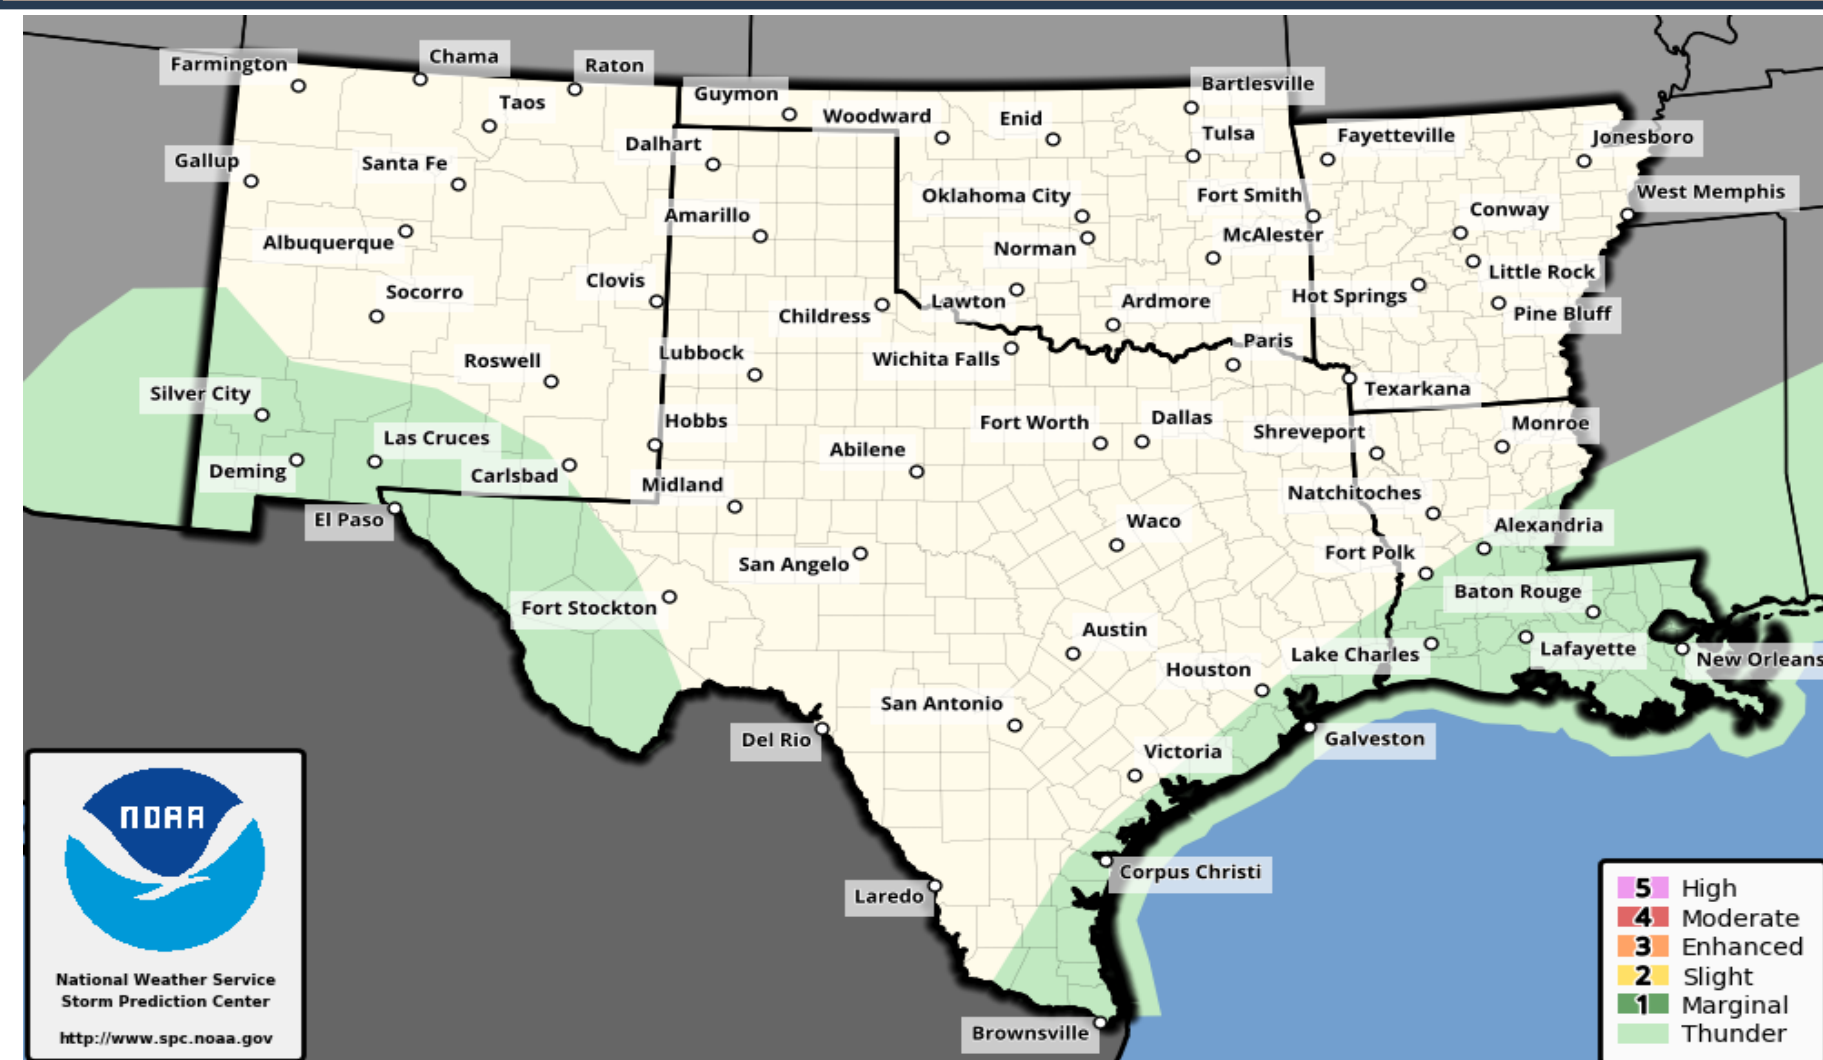 Farmington
Chama
Raton
Taos
Guymon
Woodward
Enid
Bartlesville
Tulsa
Fayetteville
Jonesboro
Gallup
Santa Fe
Dalhart
West Memphis
Oklahoma City
Fort Smith
Conway
Amarillo
Albuquerque
Norman
McAlester
Little Rock
Socorro
Clovis
Childress
Lawton
Ardmore
Hot Springs
Pine Bluff
Roswell
Lubbock
Wichita Falls
Paris
Texarkana
Silver City
Hobbs
Fort Worth
Dallas
Shreveport
Monroe
Las Cruces
Abilene
Deming
Carlsbad
Midland
Natchitoches
El Paso
Waco
Alexandria
San Angelo
Fort Polk
Fort Stockton
Baton Rouge
Austin
Lake Charles
Lafayette
New Orleans
Houston
San Antonio
Del Rio
Victoria
Galveston
Corpus Christi
Laredo
Brownsville
NOAA
National Weather Service
Storm Prediction Center
http://www.spc.noaa.gov
5 High
4 Moderate
3 Enhanced
2 Slight
1 Marginal
Thunder